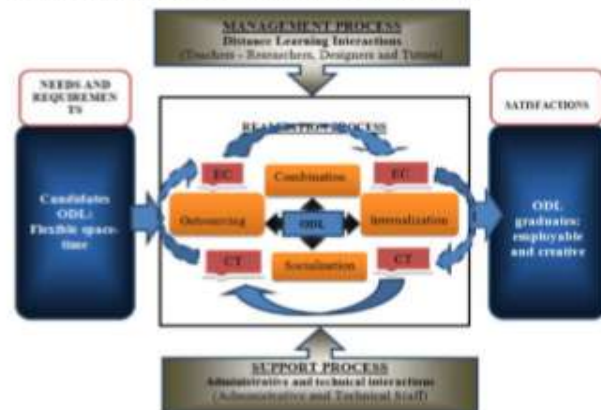 MANAGEMENT PROCESS
Distance Learning Interactions
(Teachers - Researchers, Designers and Tutors)
NEEDS AND
REQUIREMEN
TS
SATISFACTIONS
REALISATION PROCESS
EC
EC
Combination
Candidates
ODL:
Flexible space-
time
Outsourcing
ODL
Internalization
ODL
graduates:
employable
and creative
CT
CT
Socialisation
SUPPORT PROCESS
Administrative and technical interactions
(Administrative and Technical Staff)